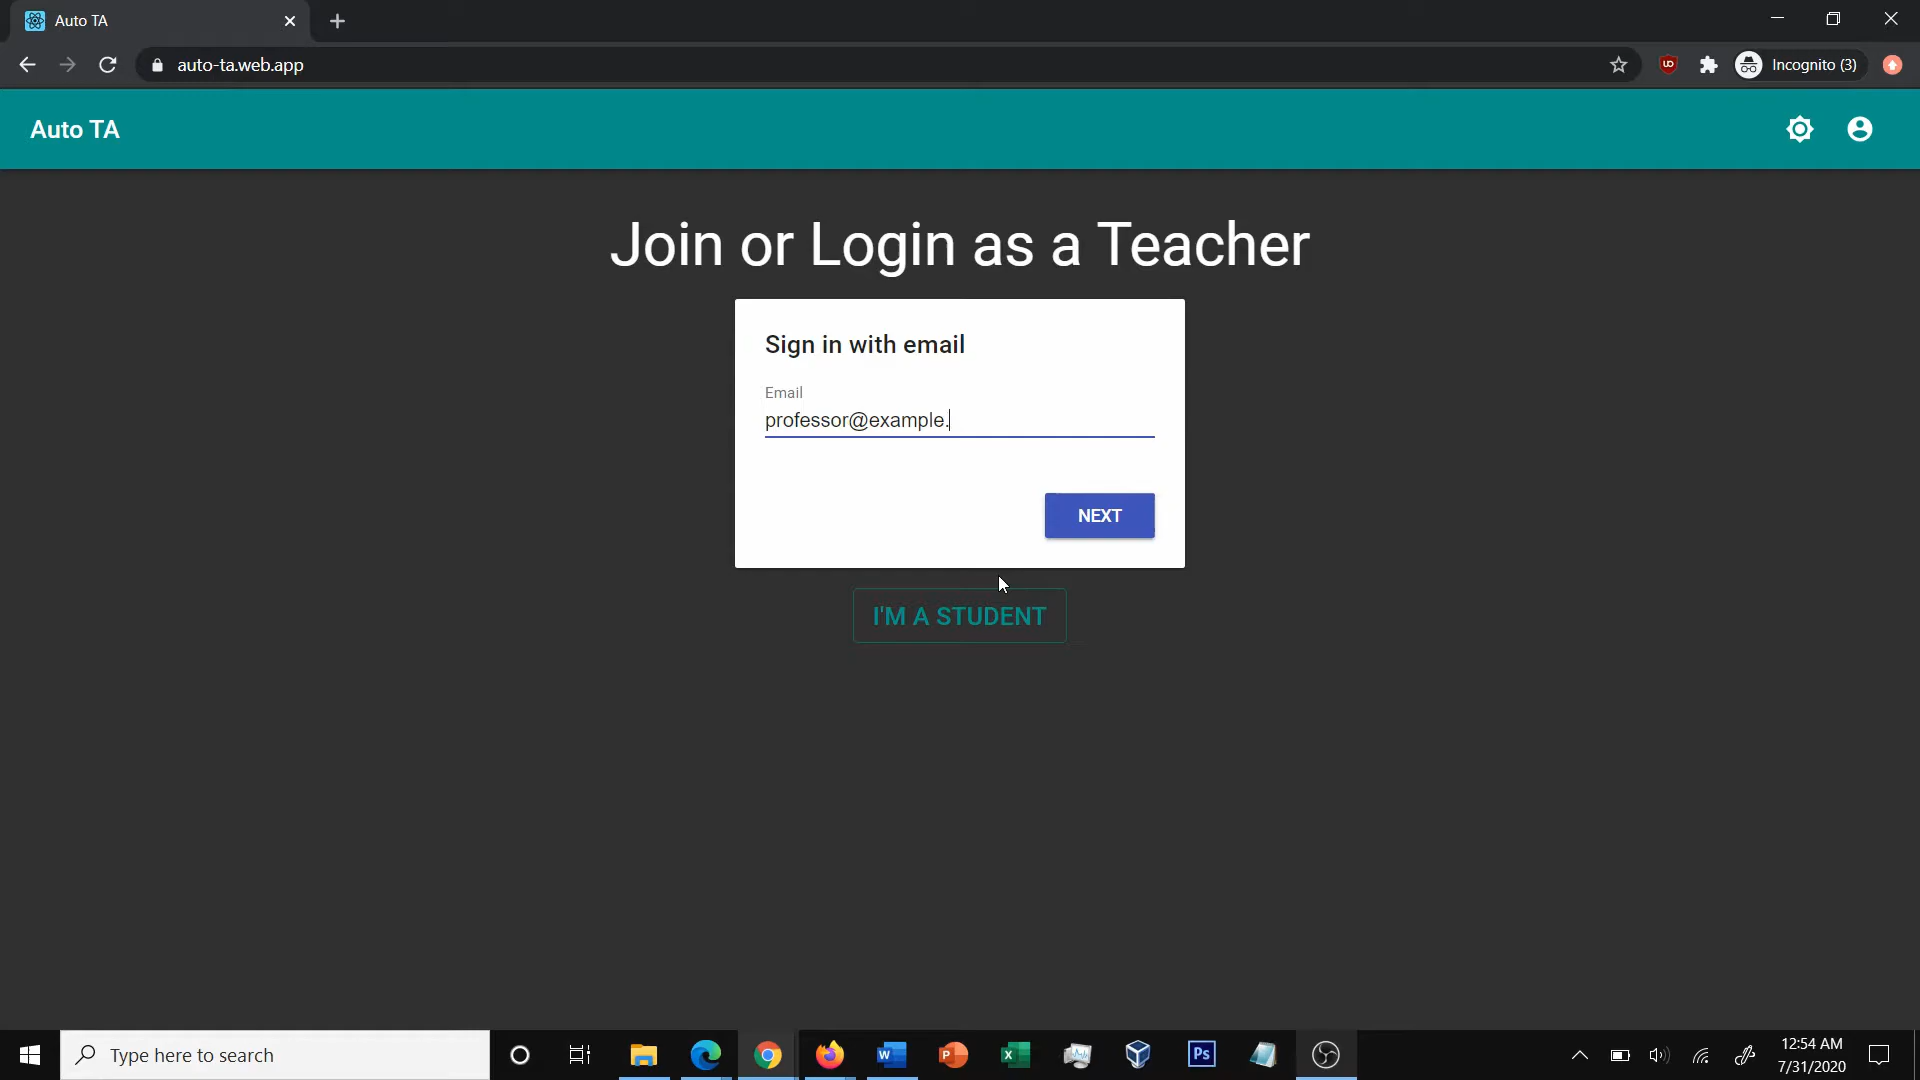 Auto TA
auto-ta.web.app
Incognito (3)
Auto TA
Join or Login as a Teacher
Sign in with email
Email
professor@example.
NEXT
I'M A STUDENT
Type here to search
12:54 AM
7/31/2020